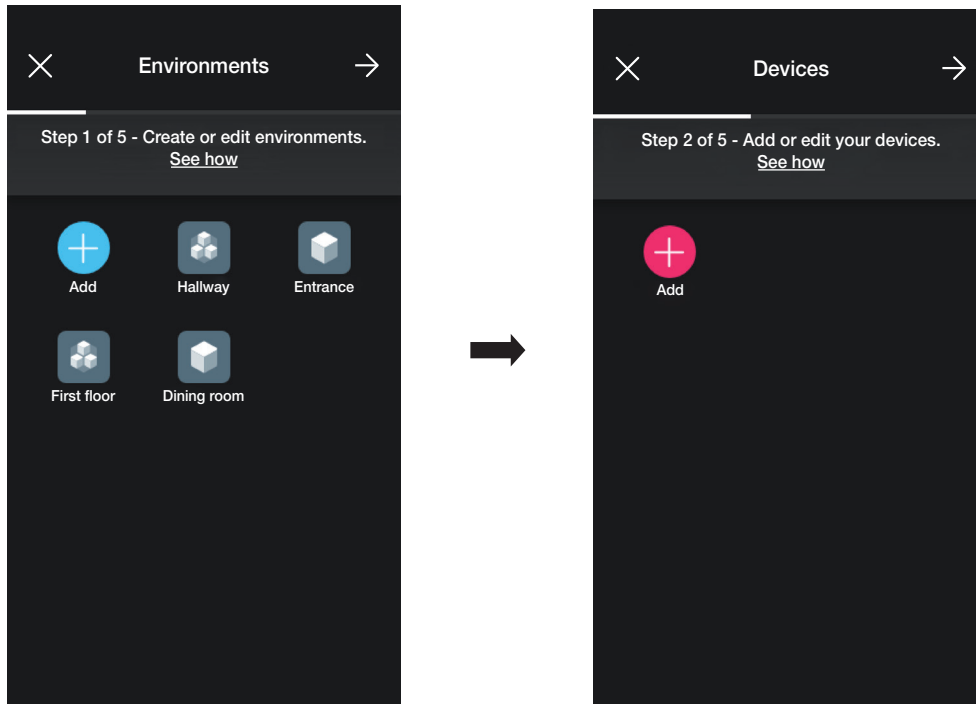 Environments
Step 1 of 5 - Create or edit environments.
See how
Add
Hallway
Entrance
First floor
Dining room
Devices
Step 2 of 5 - Add or edit your devices.
See how
Add